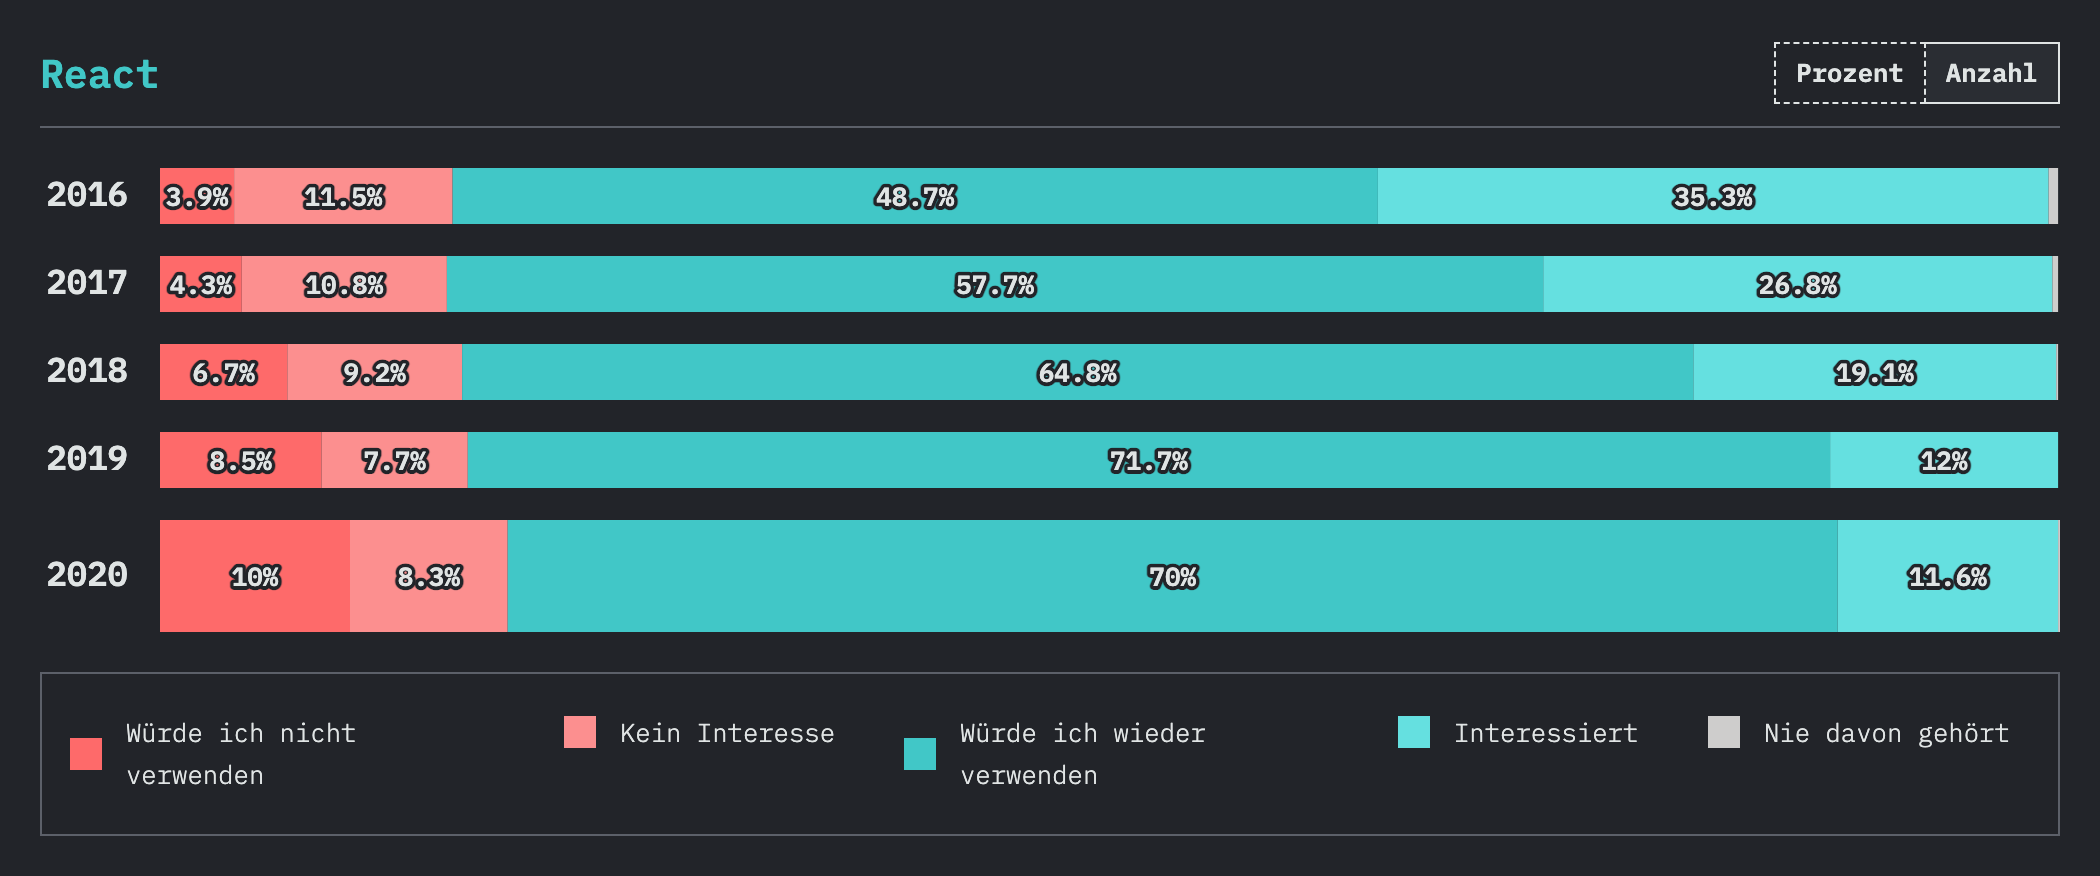 React
Prozent Anzahl
2016 3.9% 11.5% 48.7% 35.3%
2017 4.3% 10.8% 57.7% 26.8%
2018 6.7% 9.2% 64.8% 19.1%
2019 8.5% 7.7% 71.7% 12%
2020 10% 8.3% 70% 11.6%
Würde ich nicht
verwenden
Kein Interesse
Würde ich wieder
verwenden
Interessiert
Nie davon gehört